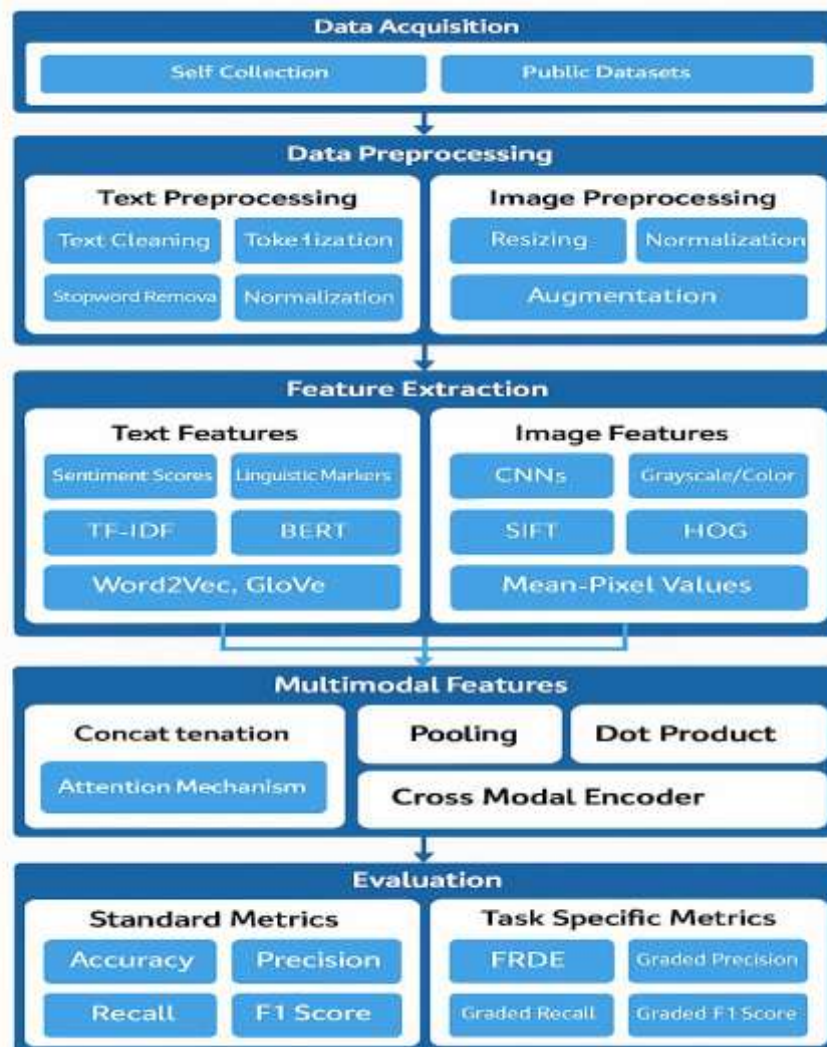 Data Acquisition
Self Collection Public Datasets
Data Preprocessing
Text Preprocessing
Text Cleaning Toke1ization
Stopword Remova Normalization
Image Preprocessing
Resizing Normalization
Augmentation
Feature Extraction
Text Features
Sentiment Scores Linguistic Markers
TF-IDF BERT
Word2Vec, GloVe
Image Features
CNNs Grayscale/Color
SIFT HOG
Mean-Pixel Values
Multimodal Features
Concat tenation
Attention Mechanism
Pooling Dot Product
Cross Modal Encoder
Evaluation
Standard Metrics
Accuracy Precision
Recall F1 Score
Task Specific Metrics
FRDE Graded Precision
Graded Recall Graded F1 Score